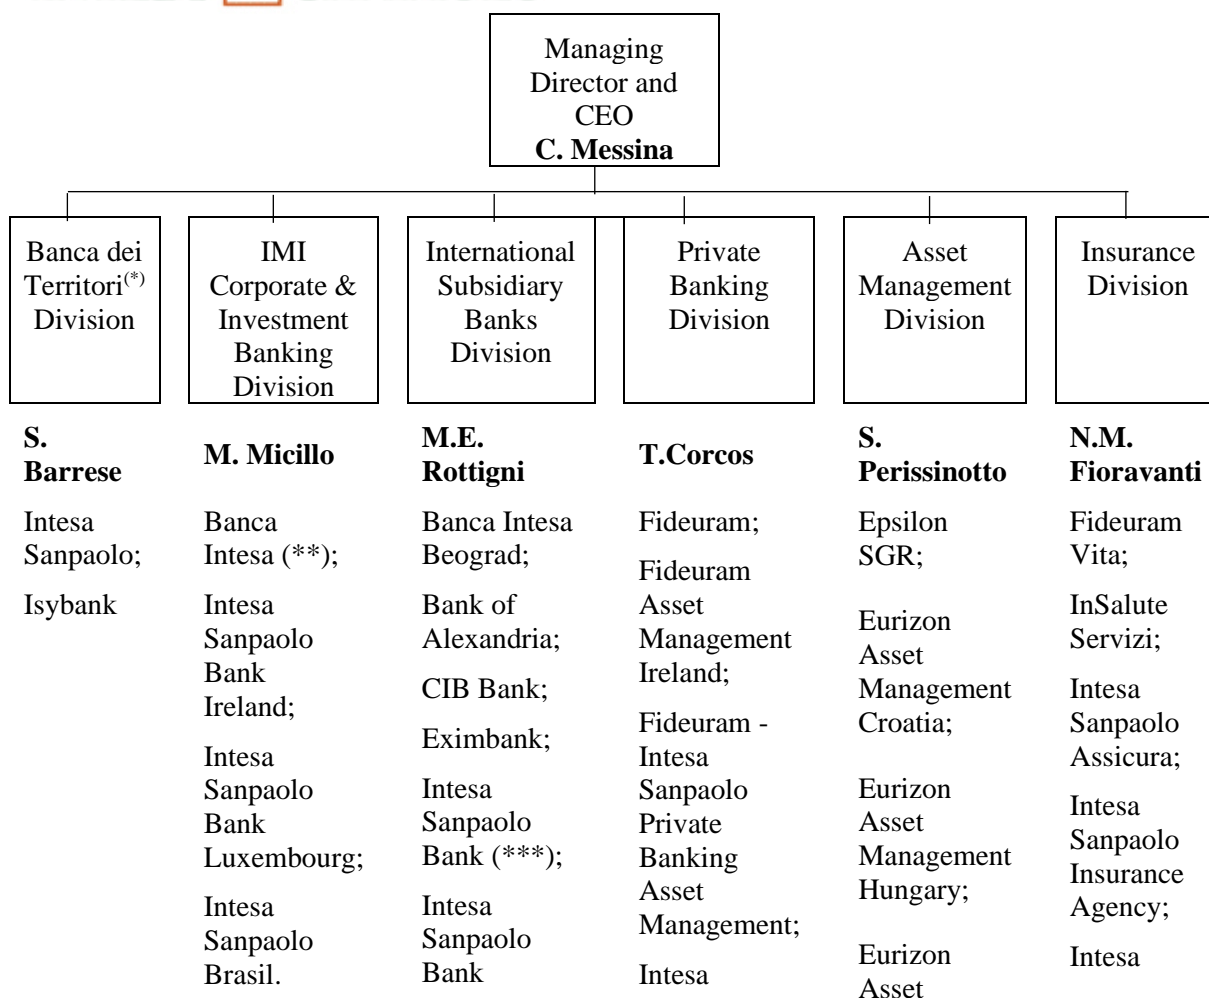 Managing
Director and
CEO
C. Messina
Banca dei
Territori(*)
Division
IMI
Corporate &
Investment
Banking
Division
International
Subsidiary
Banks
Division
Private
Banking
Division
Asset
Management
Division
Insurance
Division
S.
Barrese
M. Micillo
M.E.
Rottigni
T.Corcos
S.
Perissinotto
N.M.
Fioravanti
Intesa
Sanpaolo;
Isybank
Banca
Intesa (**);
Intesa
Sanpaolo
Bank
Ireland;
Intesa
Sanpaolo
Bank
Luxembourg;
Intesa
Sanpaolo
Brasil.
Banca Intesa
Beograd;
Bank of
Alexandria;
CIB Bank;
Eximbank;
Intesa
Sanpaolo
Bank (***);
Intesa
Sanpaolo
Bank
Fideuram;
Fideuram
Asset
Management
Ireland;
Fideuram -
Intesa
Sanpaolo
Private
Banking
Asset
Management;
Intesa
Epsilon
SGR;
Eurizon
Asset
Management
Croatia;
Eurizon
Asset
Management
Hungary;
Eurizon
Asset
Fideuram
Vita;
InSalute
Servizi;
Intesa
Sanpaolo
Assicura;
Intesa
Sanpaolo
Insurance
Agency;
Intesa